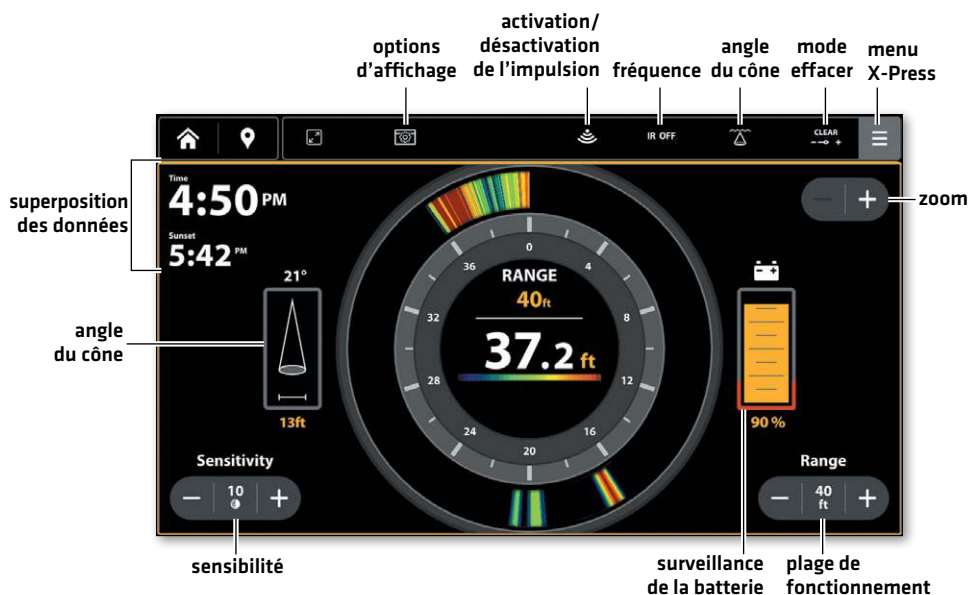 activation/
désactivation
de l'impulsion
options
d'affichage
fréquence
angle
du cône
mode
effacer
menu
X-Press
IR OFF
CLEAR
superposition
des données
Time
4:50 PM
Sunset
5:42 PM
zoom
21°
angle
du cône
13ft
0
4
8
12
16
20
24
28
32
36
RANGE
40ft
37.2 ft
90 %
Sensitivity
10
Range
40
ft
sensibilité
surveillance
de la batterie
plage de
fonctionnement